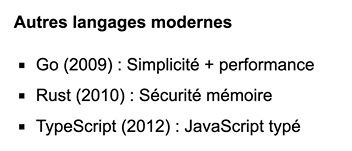 Autres langages modernes
▪ Go (2009) : Simplicité + performance
▪ Rust (2010) : Sécurité mémoire
▪ TypeScript (2012) : JavaScript typé